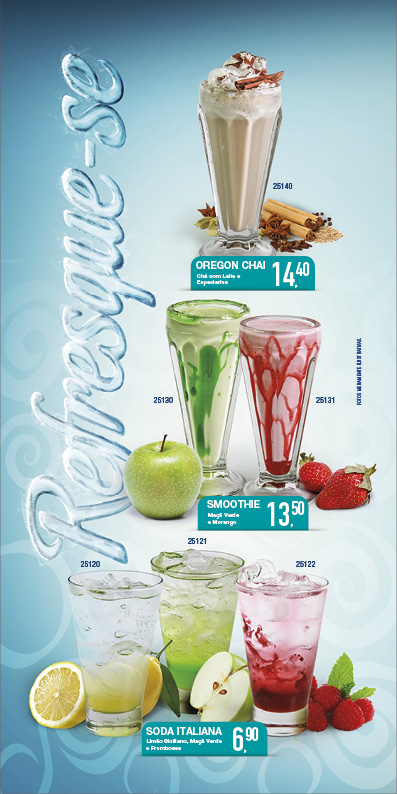 Refresque-se
25140
OREGON CHAI
Chá com Leite e
Especiarias
14,40
25130
25131
FOTOS MERAMENTE ILUSTRATIVAS.
SMOOTHIE
Maçã Verde
e Morango
13,50
25121
25120
25122
SODA ITALIANA
Limão Siciliano, Maçã Verde
e Framboesa
6,90